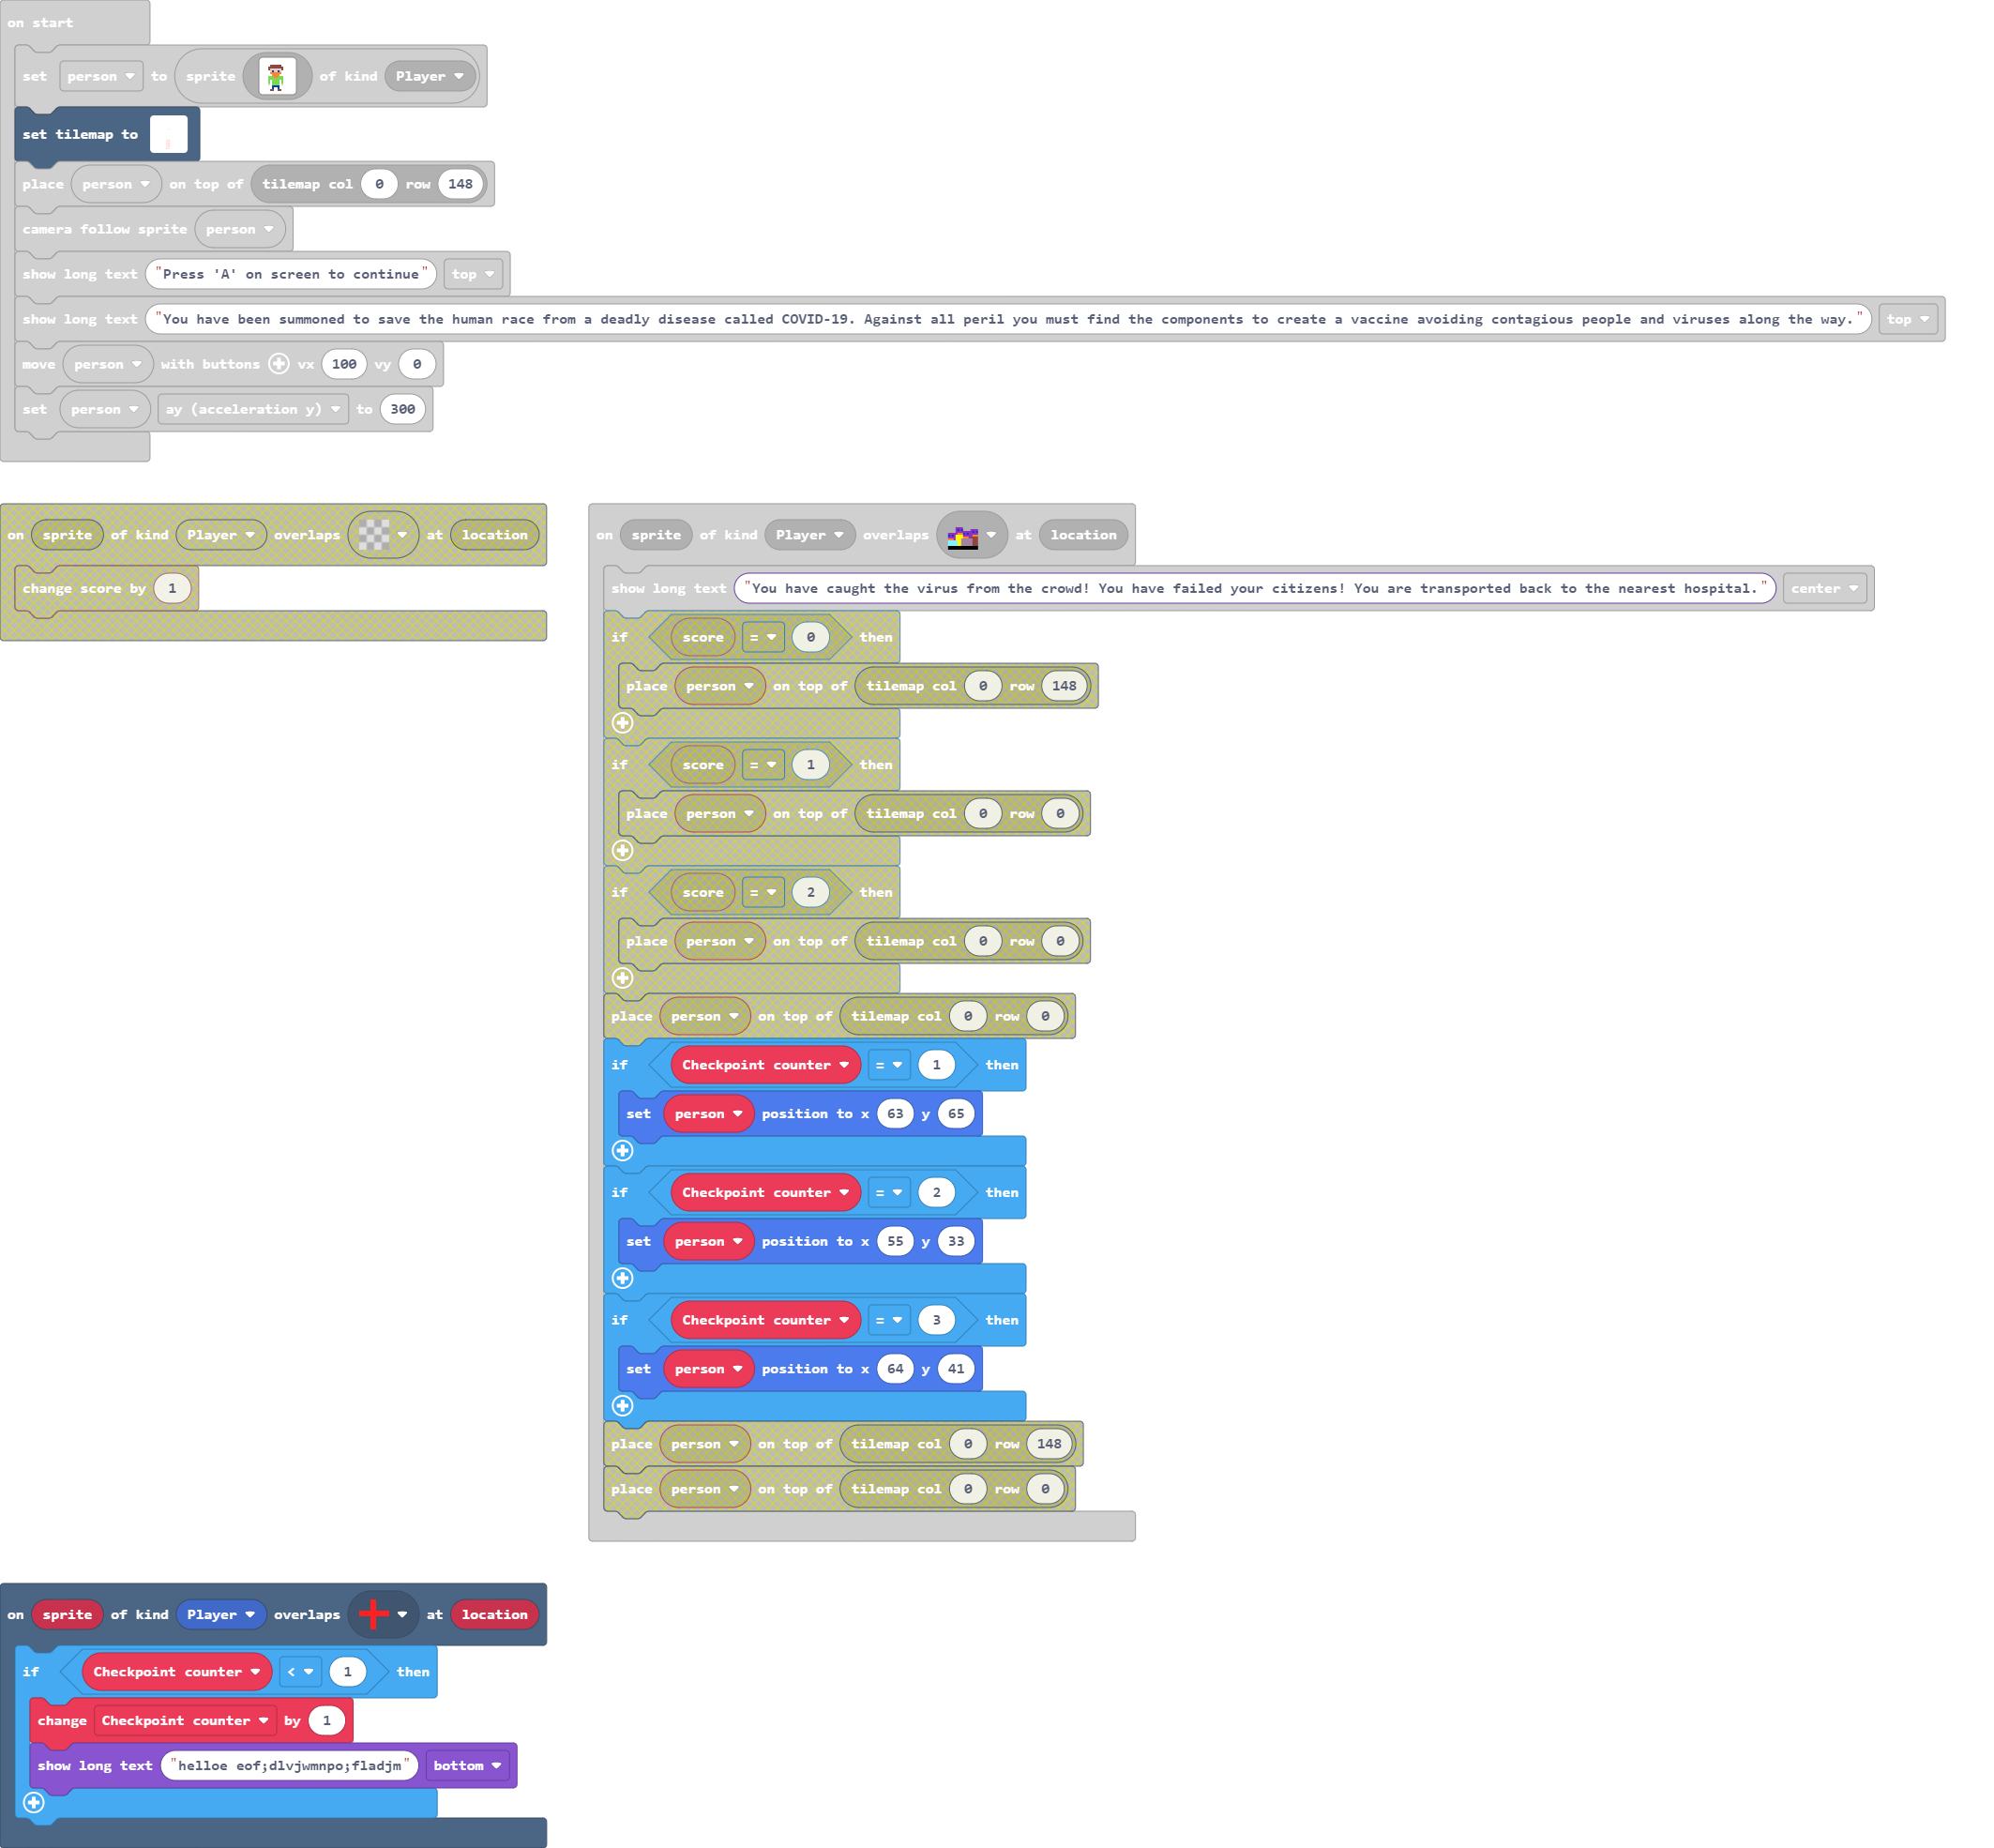 on start
set person to sprite of kind Player
set tilemap to
place person on top of tilemap col 0 row 148
camera follow sprite person
show long text "Press 'A' on screen to continue" top
show long text "You have been summoned to save the human race from a deadly disease called COVID-19. Against all peril you must find the components to create a vaccine avoiding contagious people and viruses along the way." top
move person with buttons vx 100 vy 0
set person ay (acceleration y) to 300
on sprite of kind Player overlaps at location
change score by 1
on sprite of kind Player overlaps at location
show long text "You have caught the virus from the crowd! You have failed your citizens! You are transported back to the nearest hospital." center
if score = 0 then
place person on top of tilemap col 0 row 148
if score = 1 then
place person on top of tilemap col 0 row 0
if score = 2 then
place person on top of tilemap col 0 row 0
place person on top of tilemap col 0 row 0
if Checkpoint counter = 1 then
set person position to x 63 y 65
if Checkpoint counter = 2 then
set person position to x 55 y 33
if Checkpoint counter = 3 then
set person position to x 64 y 41
place person on top of tilemap col 0 row 148
place person on top of tilemap col 0 row 0
on sprite of kind Player overlaps at location
if Checkpoint counter < 1 then
change Checkpoint counter by 1
show long text "helloe eof;dlvjwmnpo;fladjm" bottom